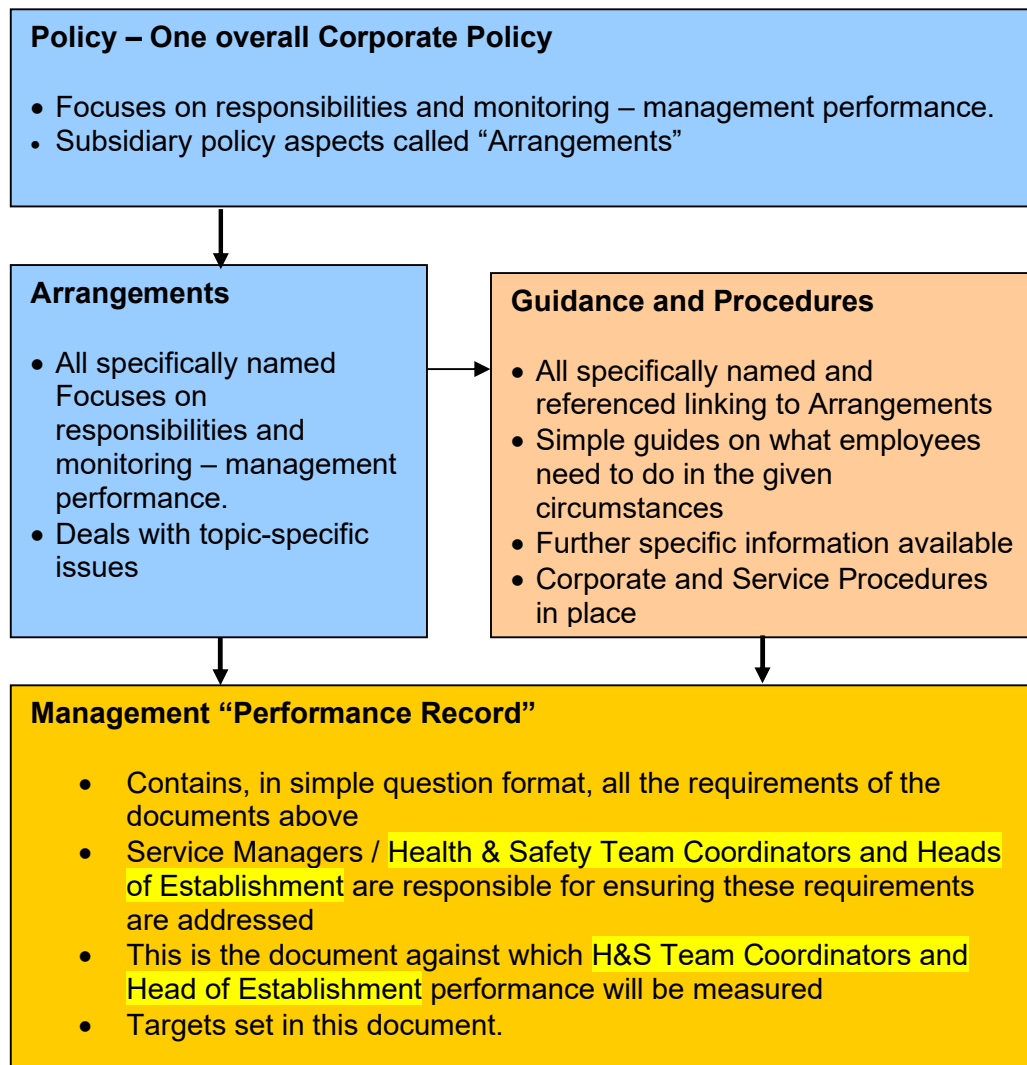 Policy – One overall Corporate Policy
• Focuses on responsibilities and monitoring – management performance.
• Subsidiary policy aspects called “Arrangements”
Arrangements
• All specifically named
Focuses on
responsibilities and
monitoring – management
performance.
• Deals with topic-specific
issues
Guidance and Procedures
• All specifically named and
referenced linking to Arrangements
• Simple guides on what employees
need to do in the given
circumstances
• Further specific information available
• Corporate and Service Procedures
in place
Management “Performance Record”
• Contains, in simple question format, all the requirements of the
documents above
• Service Managers / Health & Safety Team Coordinators and Heads
of Establishment are responsible for ensuring these requirements
are addressed
• This is the document against which H&S Team Coordinators and
Head of Establishment performance will be measured
• Targets set in this document.